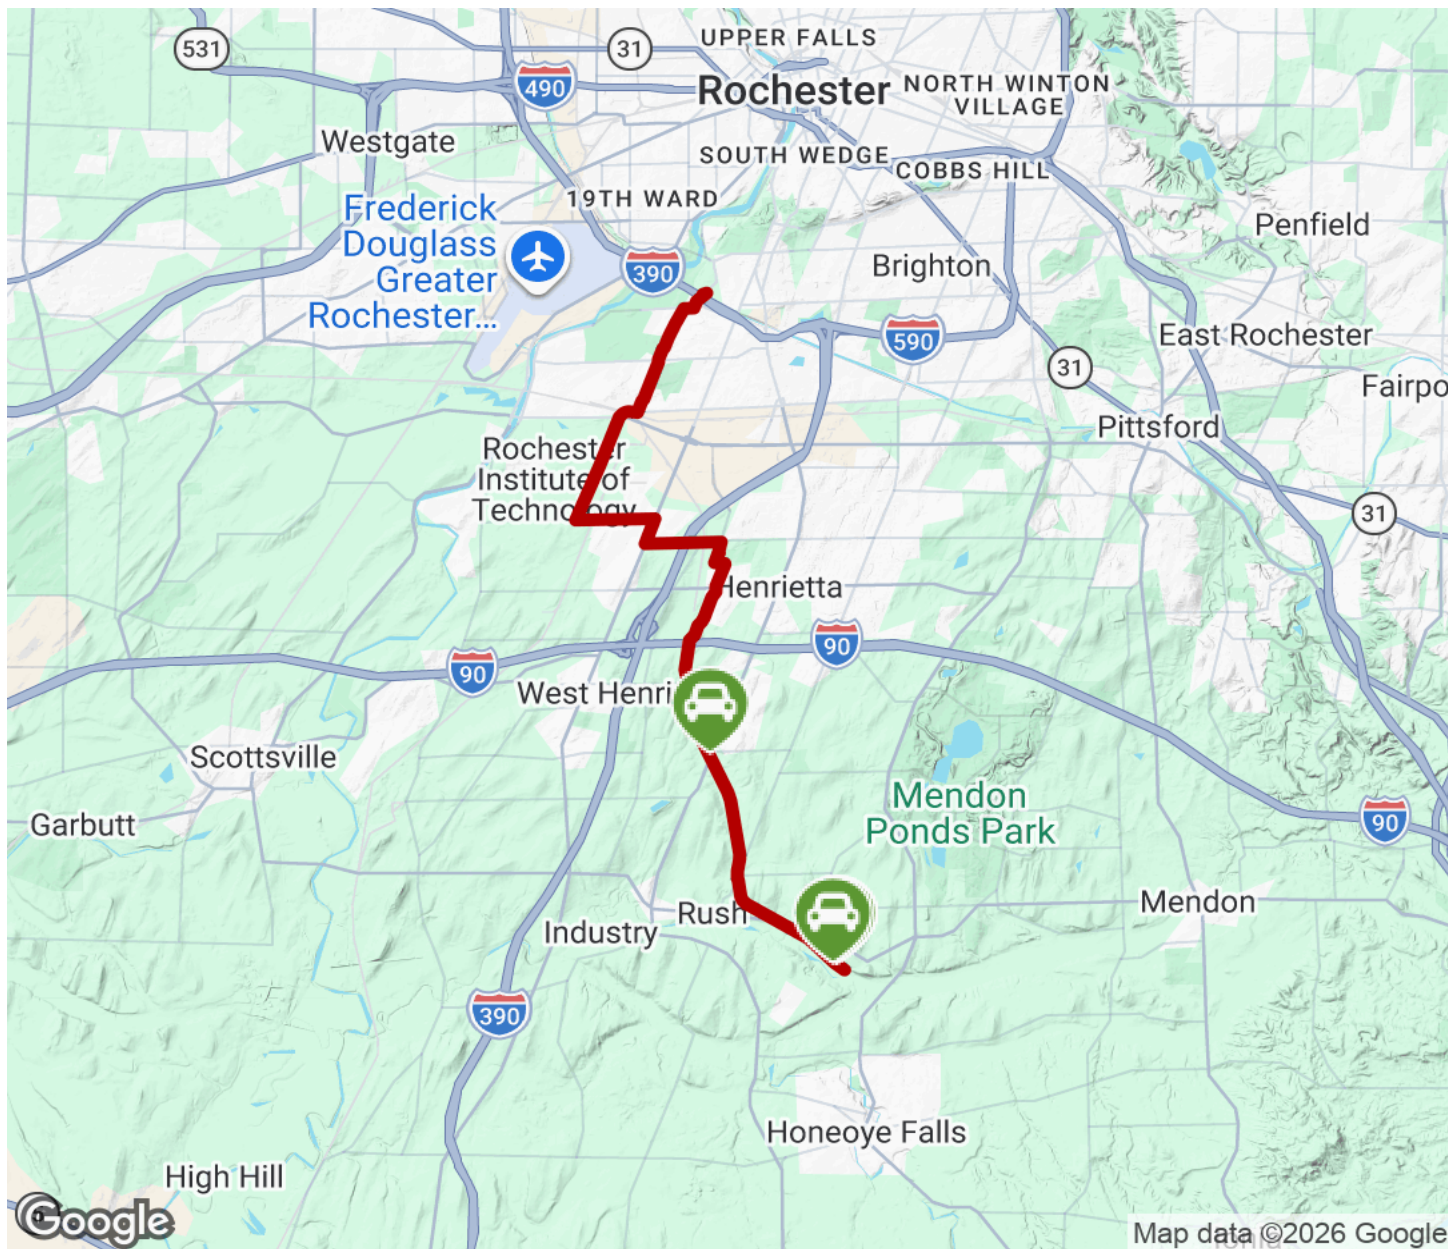 UPPER FALLS
531
31
490
Rochester
NORTH WINTON
VILLAGE
Westgate
SOUTH WEDGE
COBBS HILL
19TH WARD
Frederick
Douglass
Greater
Rochester...
Penfield
390
Brighton
590
East Rochester
31
Fairpo
Pittsford
Rochester
Institute of
Technology
31
Henrietta
90
90
West Henri
Scottsville
Mendon
Ponds Park
Garbutt
90
Mendon
Rush
Industry
390
Honeoye Falls
High Hill
Google
Map data ©2026 Google